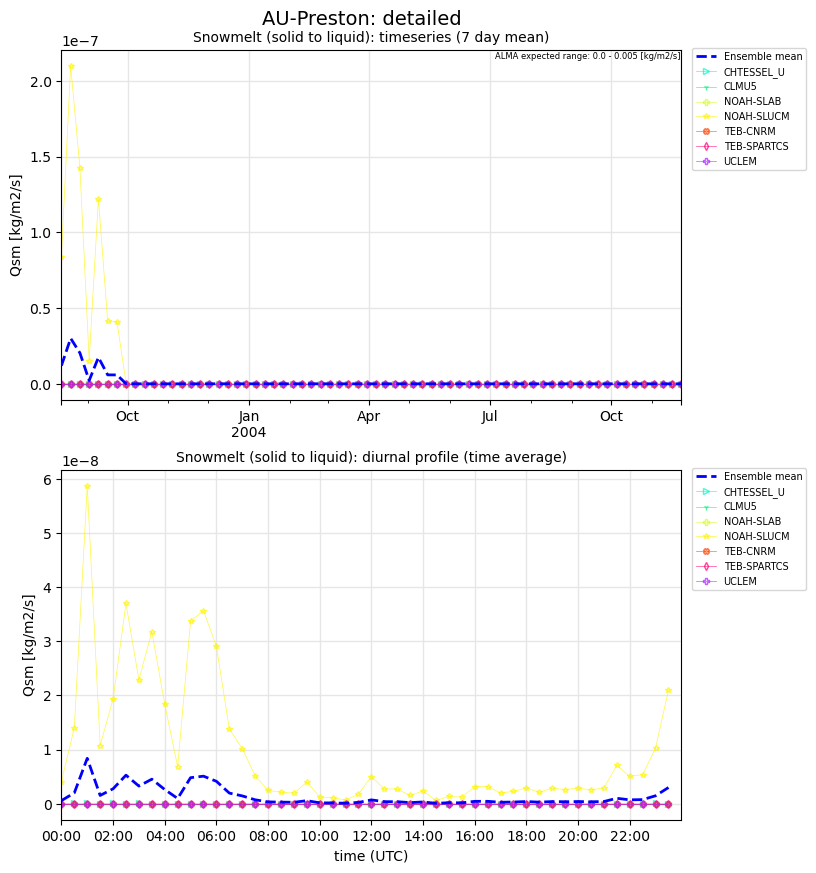 AU-Preston: detailed
Snowmelt (solid to liquid): timeseries (7 day mean)
1e−7
ALMA expected range: 0.0 - 0.005 [kg/m2/s]
Qsm [kg/m2/s]
2.0
1.5
1.0
0.5
0.0
Oct
Jan
2004
Apr
Jul
Oct
Ensemble mean
CHTESSEL_U
CLMU5
NOAH-SLAB
NOAH-SLUCM
TEB-CNRM
TEB-SPARTCS
UCLEM
Snowmelt (solid to liquid): diurnal profile (time average)
1e−8
Qsm [kg/m2/s]
6
5
4
3
2
1
0
00:00 02:00 04:00 06:00 08:00 10:00 12:00 14:00 16:00 18:00 20:00 22:00
time (UTC)
Ensemble mean
CHTESSEL_U
CLMU5
NOAH-SLAB
NOAH-SLUCM
TEB-CNRM
TEB-SPARTCS
UCLEM